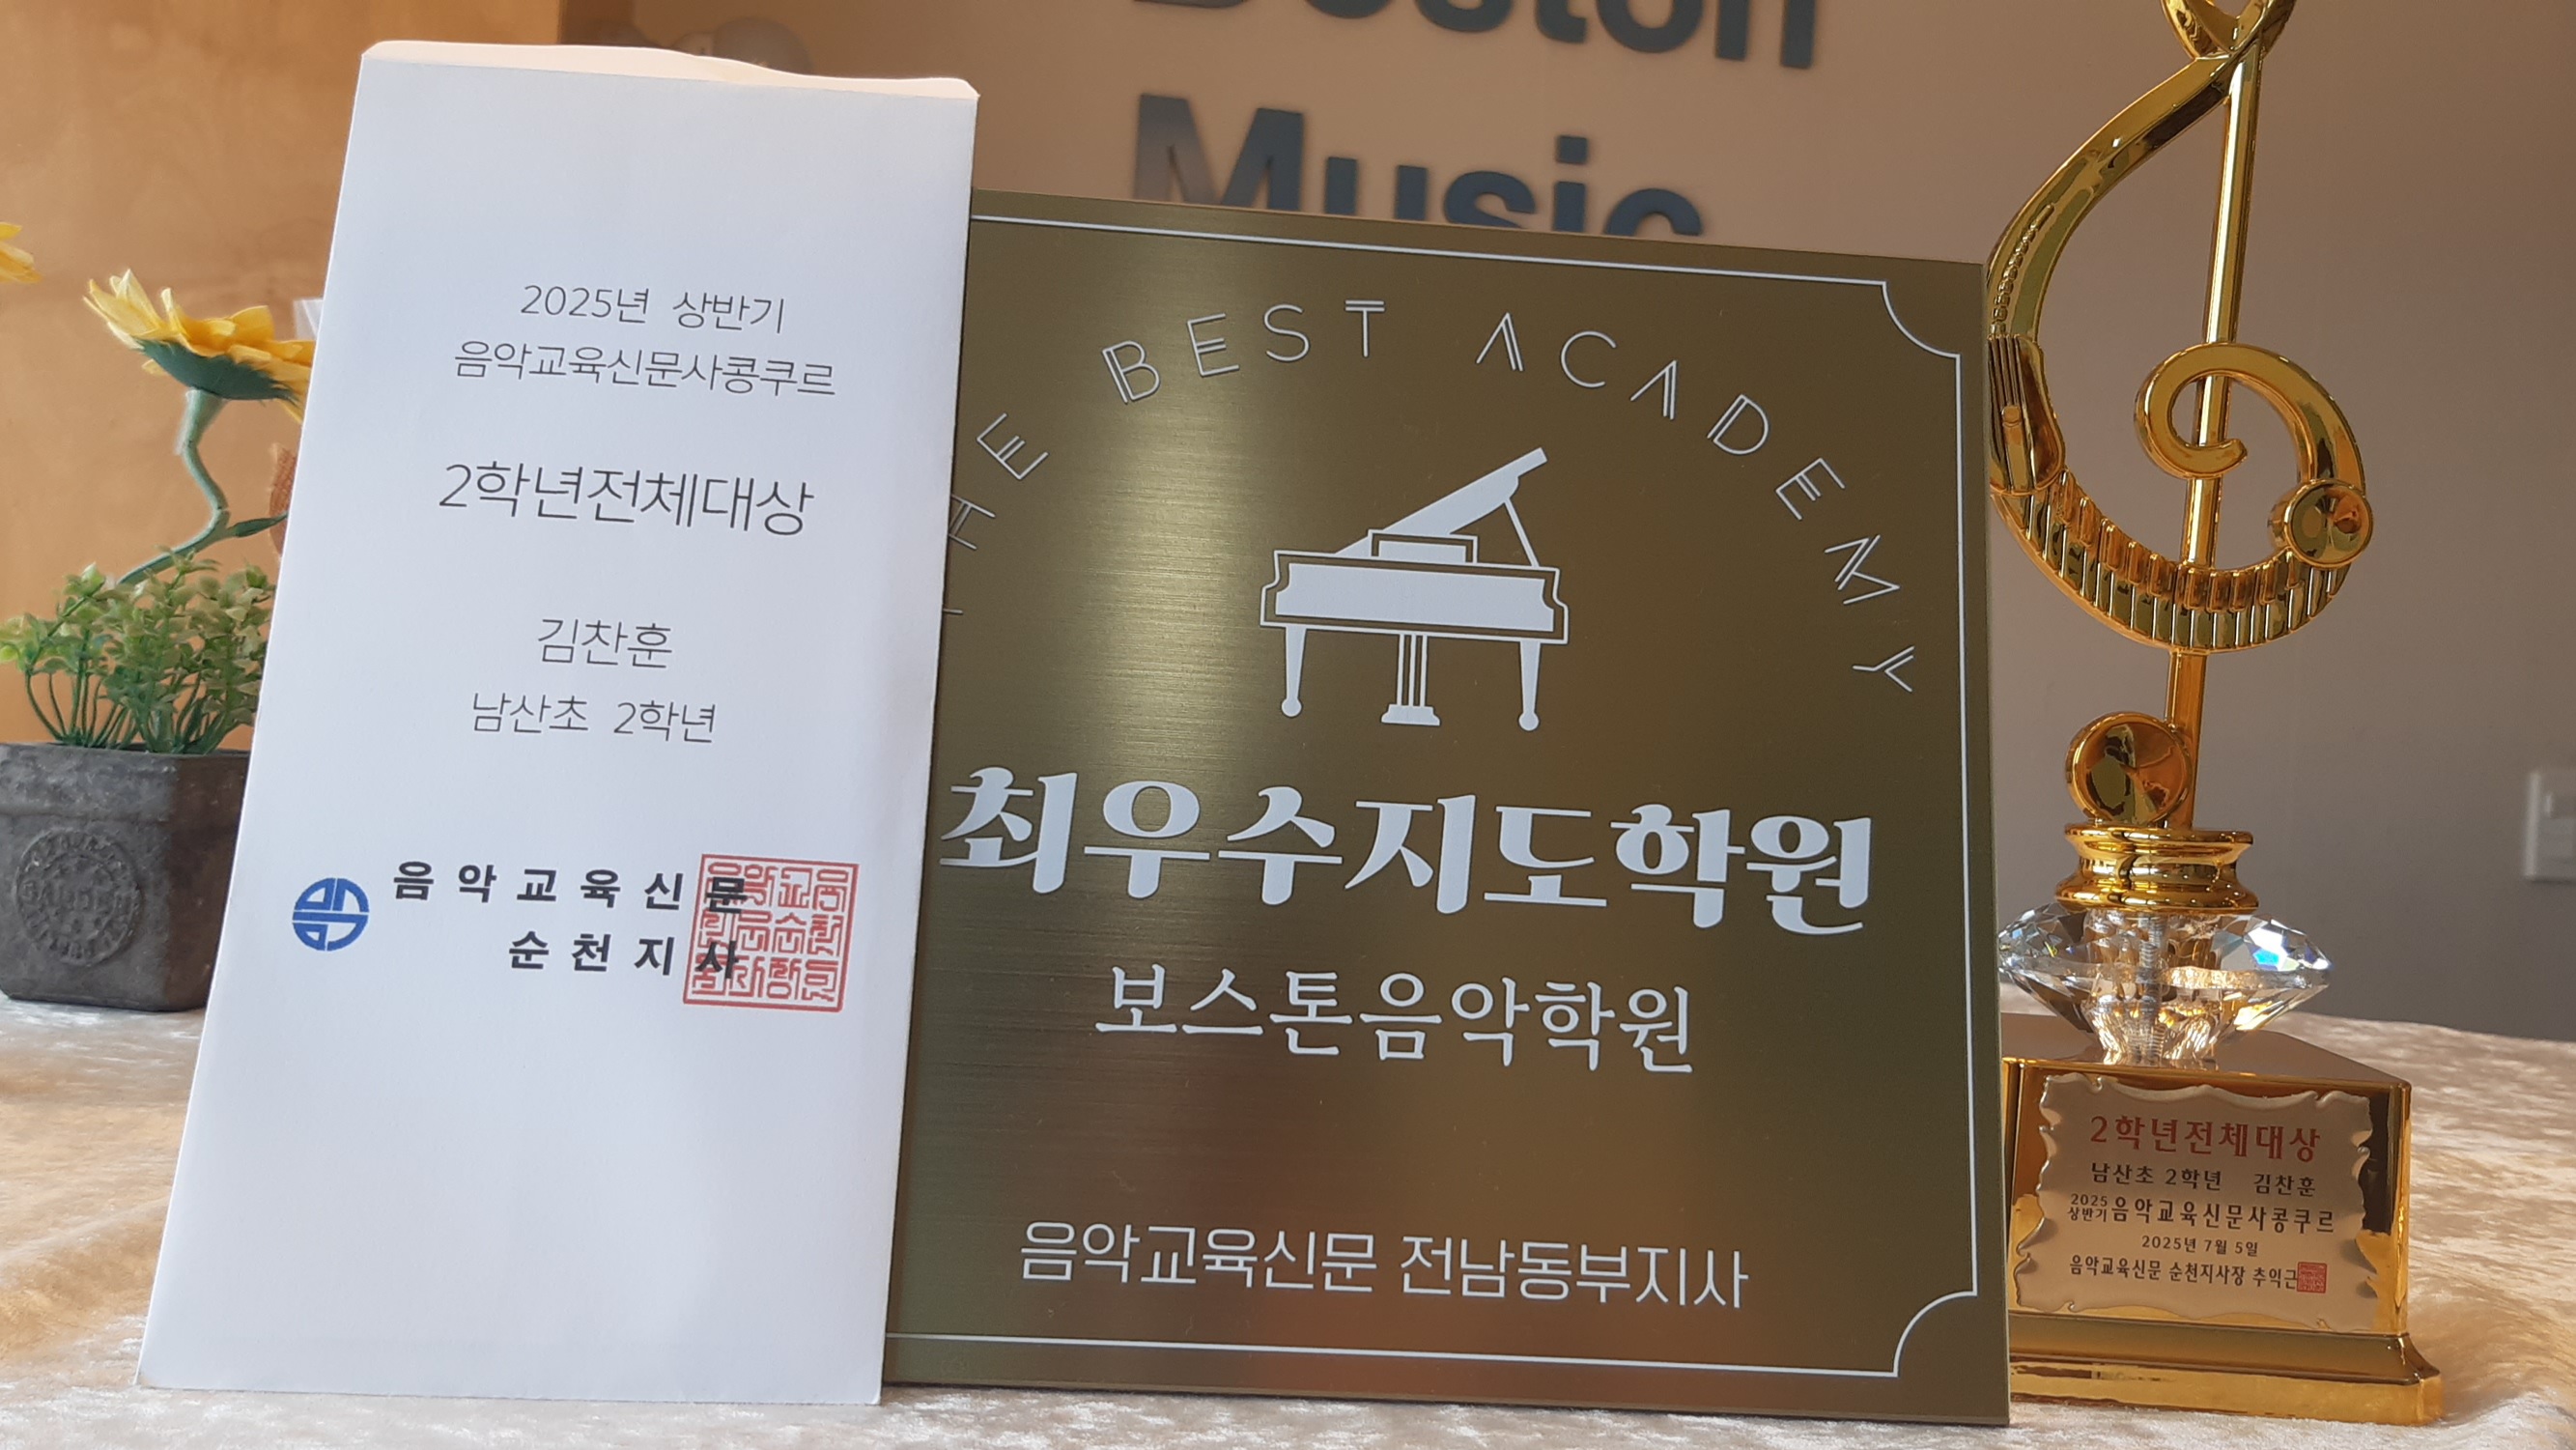 Boston
Music
2025년 상반기
음악교육신문사콩쿠르
2학년전체대상
김찬훈
남산초 2학년
음악교육신문
순천지사
THE BEST ACADEMY
최우수지도학원
보스톤음악학원
음악교육신문 전남동부지사
2학년전체대상
남산초 2학년 김찬훈
2025 상반기 음악교육신문사콩쿠르
2025년 7월 5일
음악교육신문 순천지사장 추익근